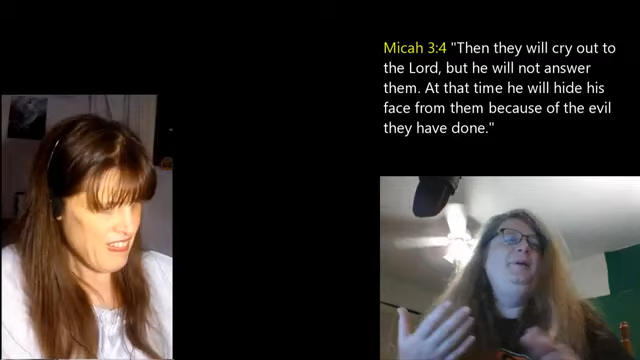 Micah 3:4 "Then they will cry out to
the Lord, but he will not answer
them. At that time he will hide his
face from them because of the evil
they have done."